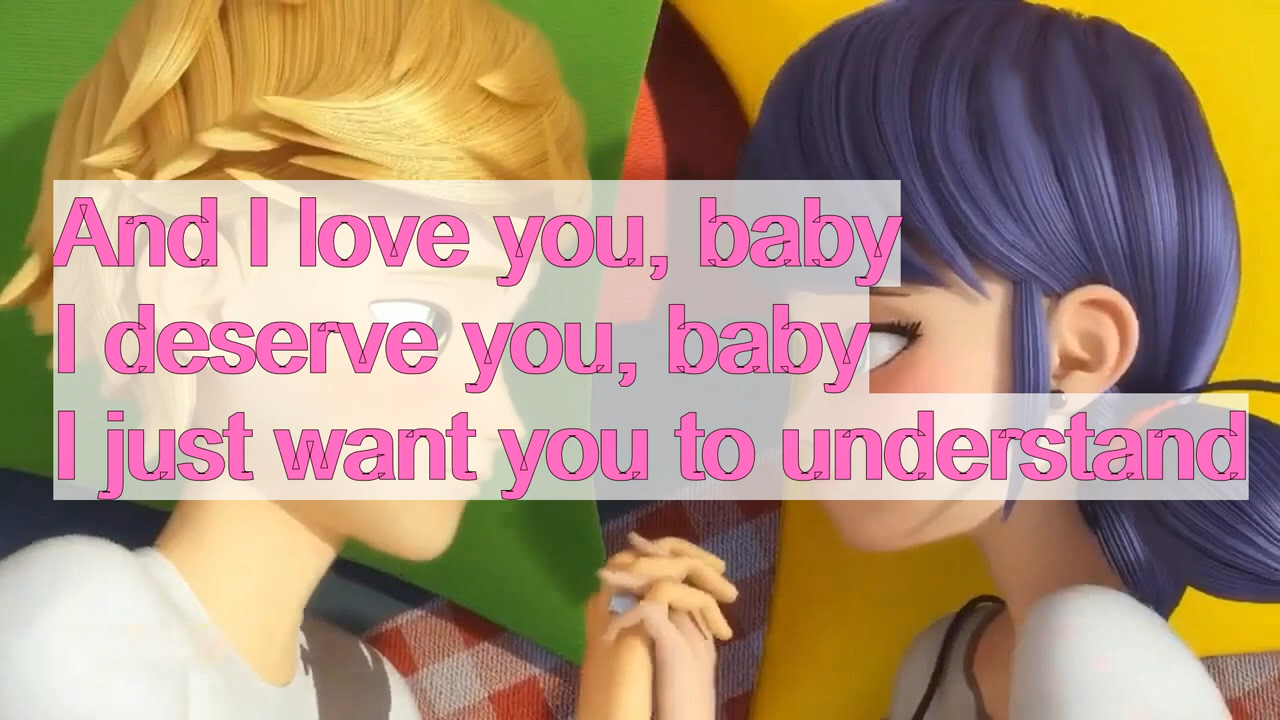 And I love you, baby
I deserve you, baby
I just want you to understand